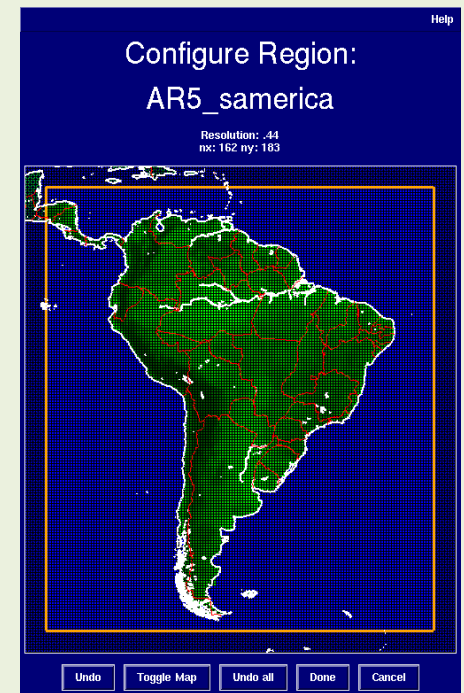 Help
Configure Region:
AR5_samerica
Resolution: .44
nx: 162 ny: 183
Undo
Toggle Map
Undo all
Done
Cancel